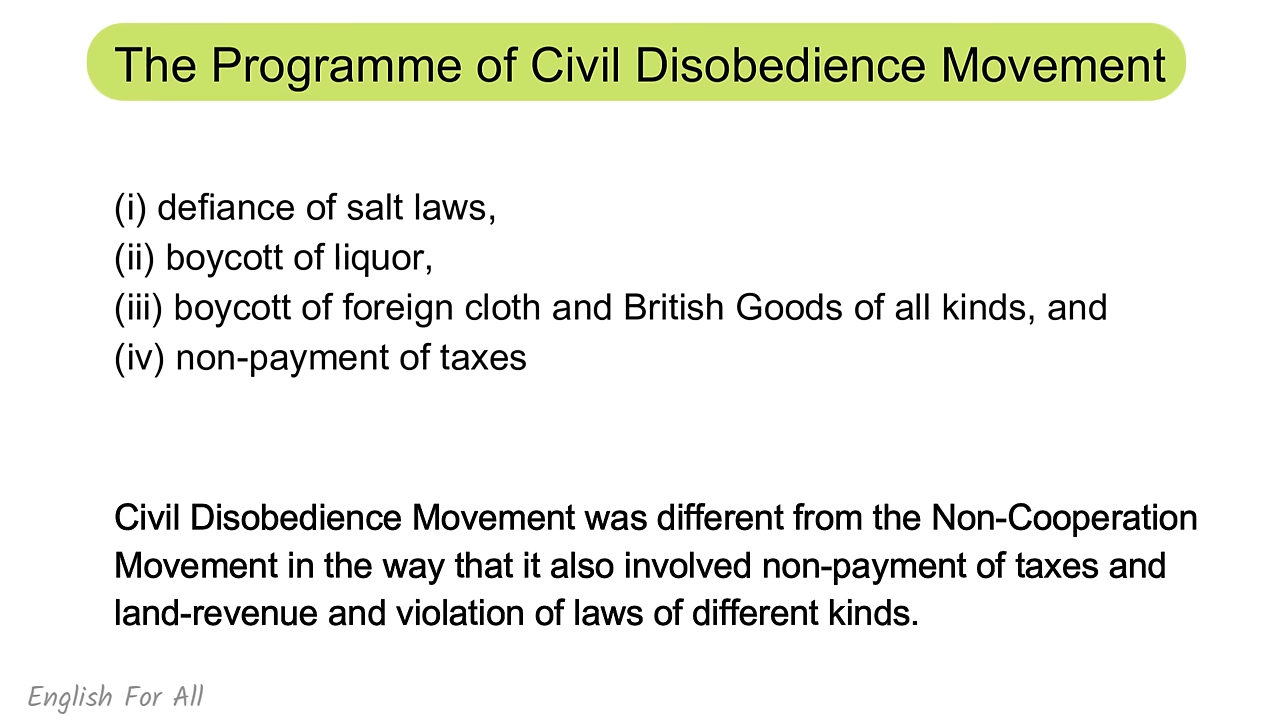 The Programme of Civil Disobedience Movement
(i) defiance of salt laws,
(ii) boycott of liquor,
(iii) boycott of foreign cloth and British Goods of all kinds, and
(iv) non-payment of taxes
Civil Disobedience Movement was different from the Non-Cooperation
Movement in the way that it also involved non-payment of taxes and
land-revenue and violation of laws of different kinds.
English For All